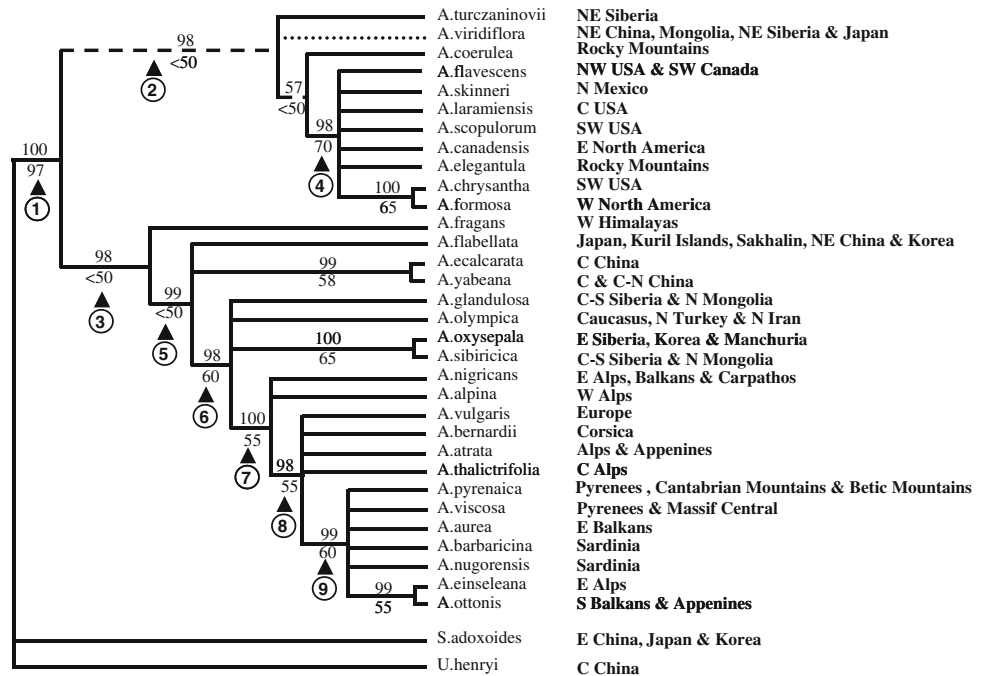 A.turczaninovii NE Siberia
A.viridiflora NE China, Mongolia, NE Siberia & Japan
98
A.coerulea Rocky Mountains
<50
2
A.flavescens NW USA & SW Canada
57
A.skinneri N Mexico
<50
A.laramiensis C USA
98
A.scopulorum SW USA
100
70
A.canadensis E North America
97
A.elegantula Rocky Mountains
4
100
A.chrysantha SW USA
1
65
A.formosa W North America
A.fragans W Himalayas
A.flabellata Japan, Kuril Islands, Sakhalin, NE China & Korea
98
99
A.ecalcarata C China
<50
58
A.yabeana C & C-N China
99
A.glandulosa C-S Siberia & N Mongolia
3
<50
A.olympica Caucasus, N Turkey & N Iran
100
A.oxysepala E Siberia, Korea & Manchuria
5
98
65
A.sibiricica C-S Siberia & N Mongolia
60
A.nigricans E Alps, Balkans & Carpathos
A.alpina W Alps
6
100
A.vulgaris Europe
55
A.bernardii Corsica
A.atrata Alps & Appenines
7
98
A.thalictrifolia C Alps
55
A.pyrenaica Pyrenees , Cantabrian Mountains & Betic Mountains
A.viscosa Pyrenees & Massif Central
8
A.aurea E Balkans
99
A.barbaricina Sardinia
60
A.nugorensis Sardinia
9
99
A.einseleana E Alps
55
A.ottonis S Balkans & Appenines
S.adoxoides E China, Japan & Korea
U.henryi C China